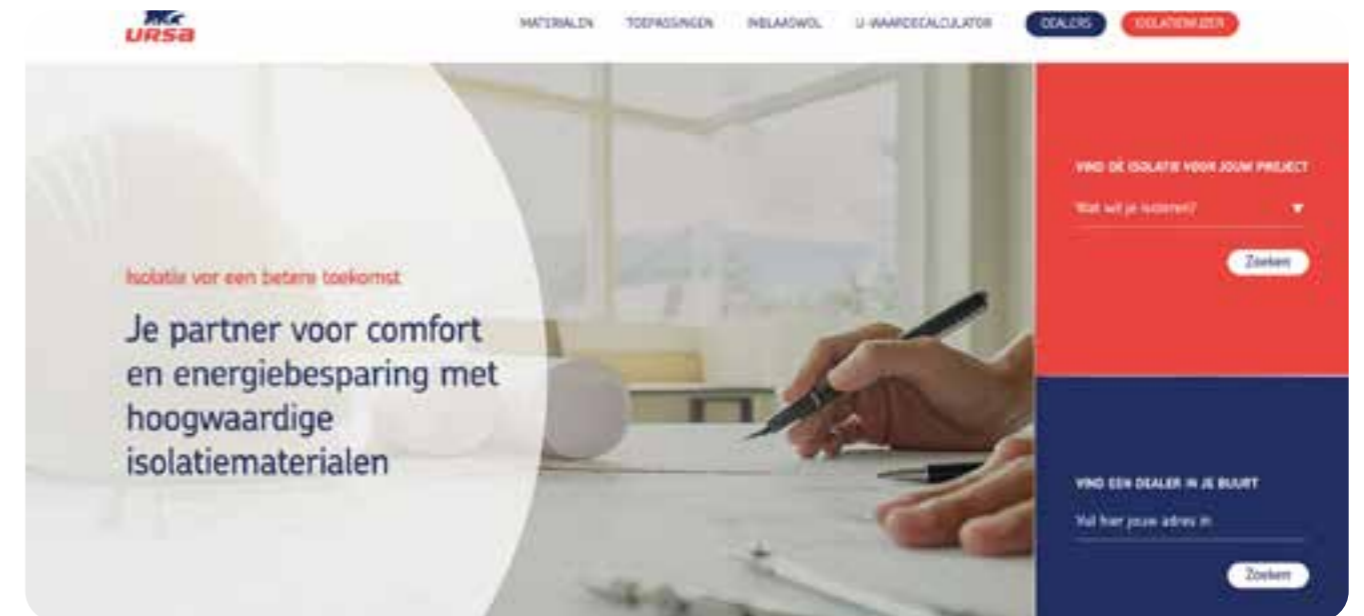 URSA
MATERIALEN TOEPASSINGEN INBLAASWOL U-WAARDECALCULATOR DEALERS ISOLATIEWIJZER
Isolatie vor een betere toekomst
Je partner voor comfort
en energiebesparing met
hoogwaardige
isolatiematerialen
VIND DÉ ISOLATIE VOOR JOUW PROJECT
Wat wil je isoleren?
Zoeken
VIND EEN DEALER IN JE BUURT
Vul hier jouw adres in
Zoeken